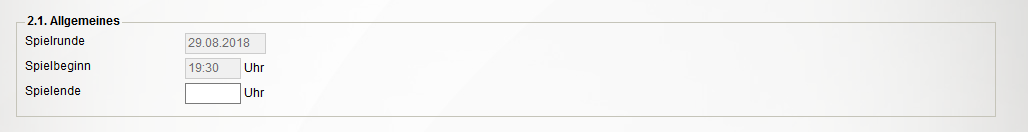 2.1. Allgemeines
Spielrunde 29.08.2018
Spielbeginn 19:30 Uhr
Spielende Uhr